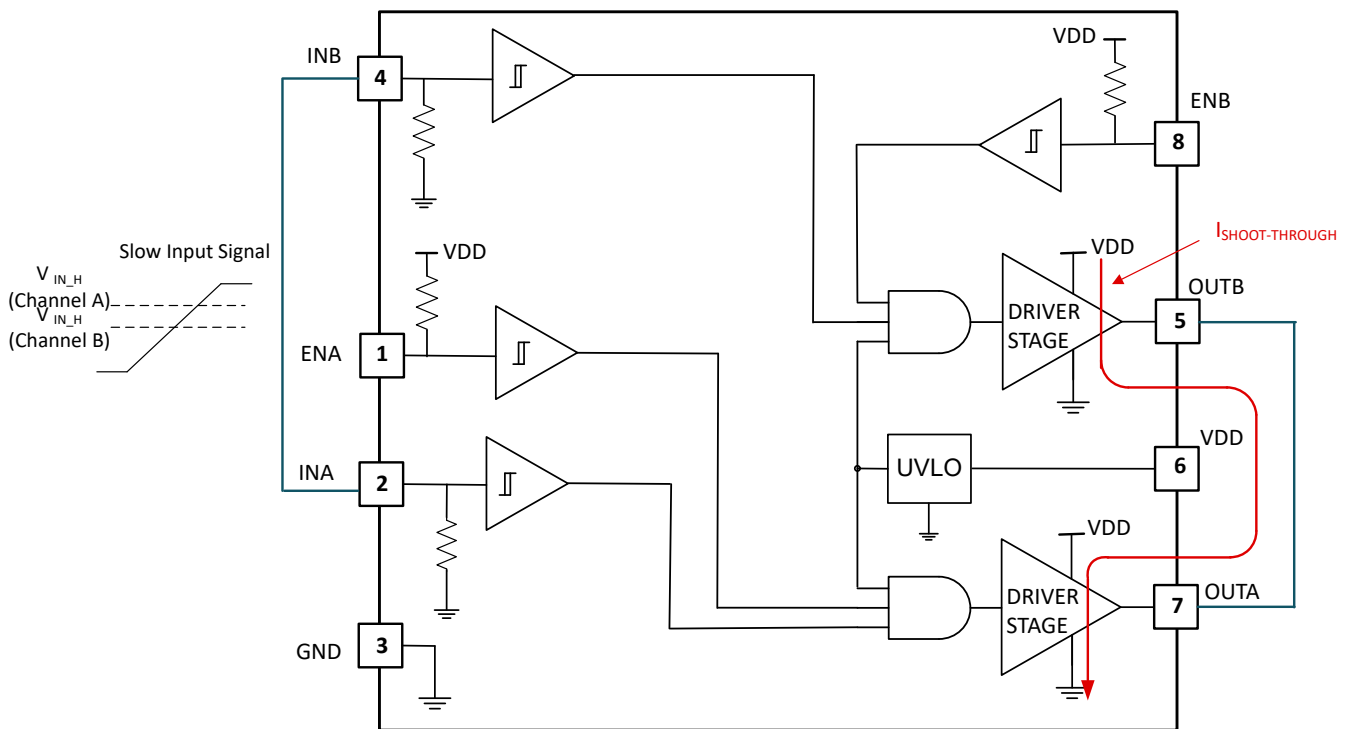 INB
4
VDD
ENB
8
Slow Input Signal
V IN_H
(Channel A)
V IN_H
(Channel B)
VDD
ENA
1
VDD
ISHOOT-THROUGH
OUTB
DRIVER
STAGE
5
INA
2
UVLO
VDD
6
VDD
DRIVER
STAGE
OUTA
7
GND
3